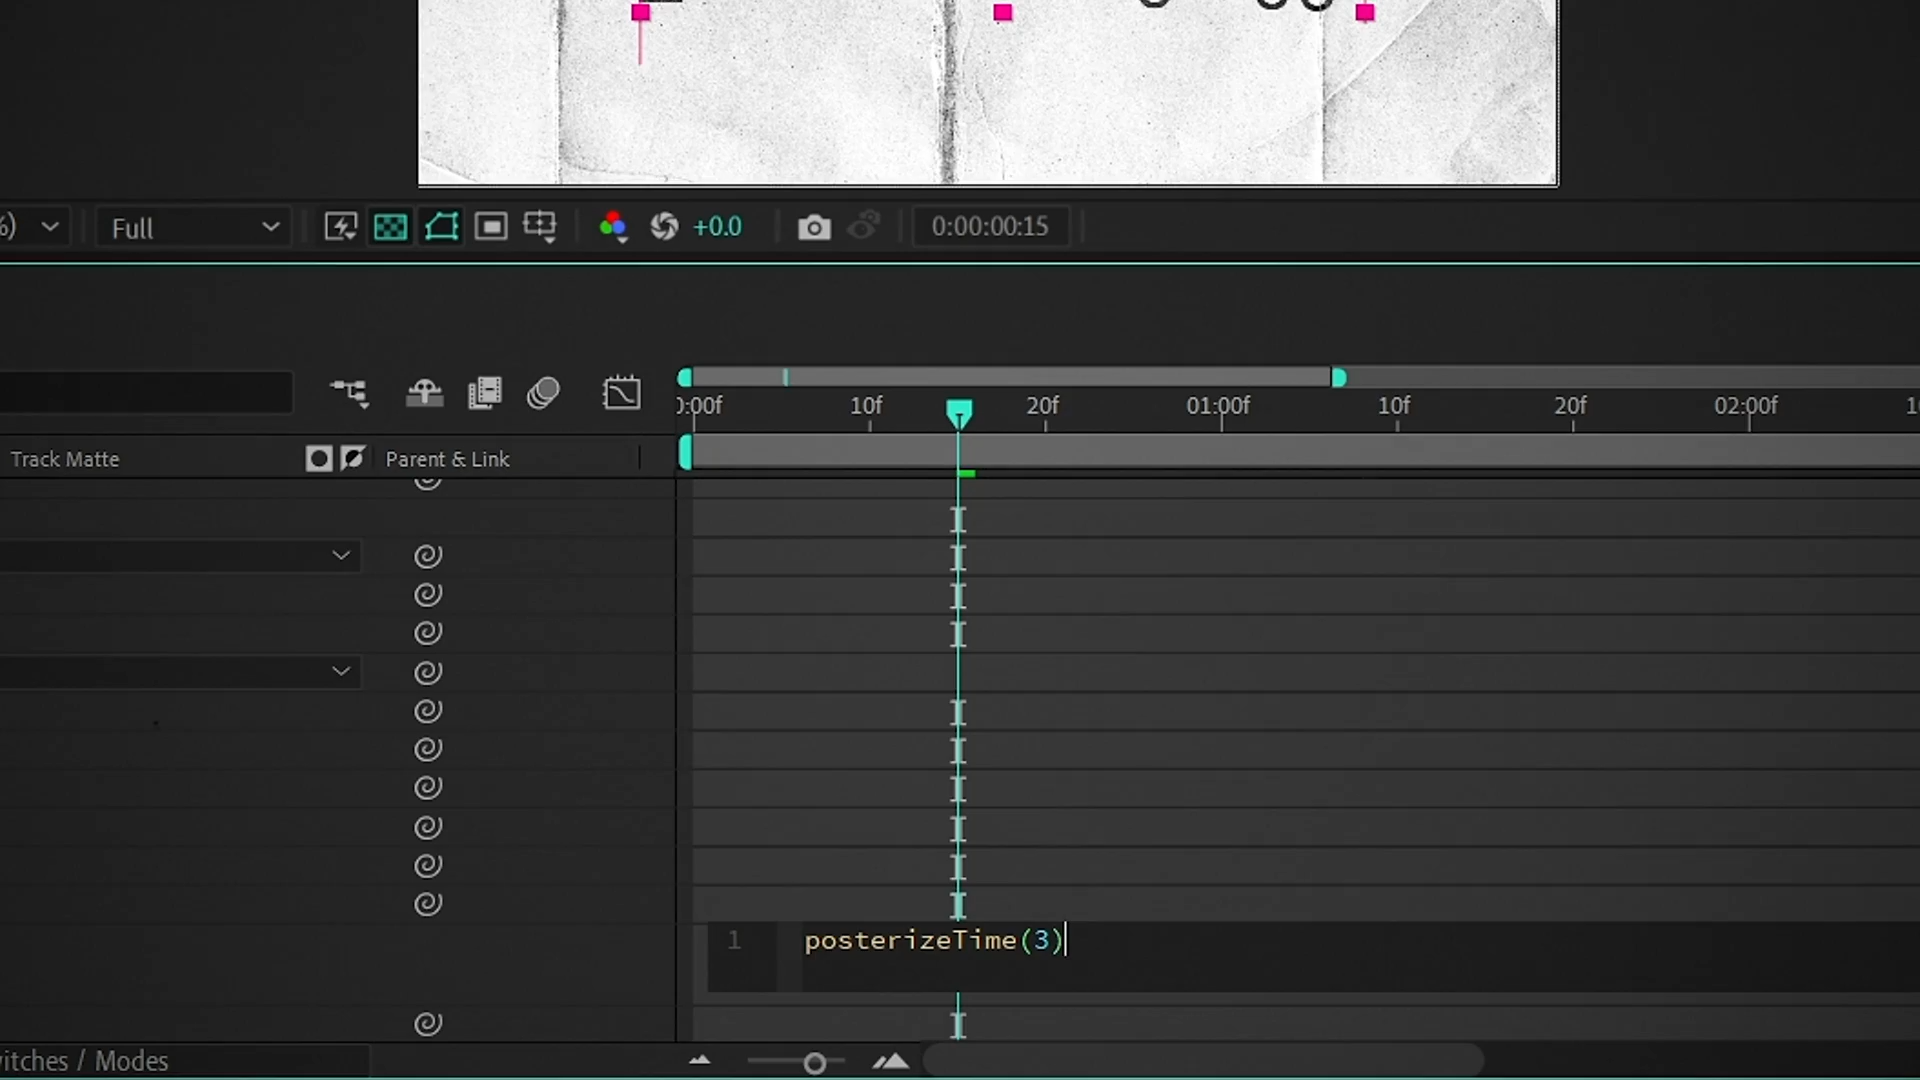 %)
Full
+0.0
0:00:00:15
0:00f
10f
20f
01:00f
10f
20f
02:00f
Track Matte
Parent & Link
1
posterizeTime(3)
itches / Modes